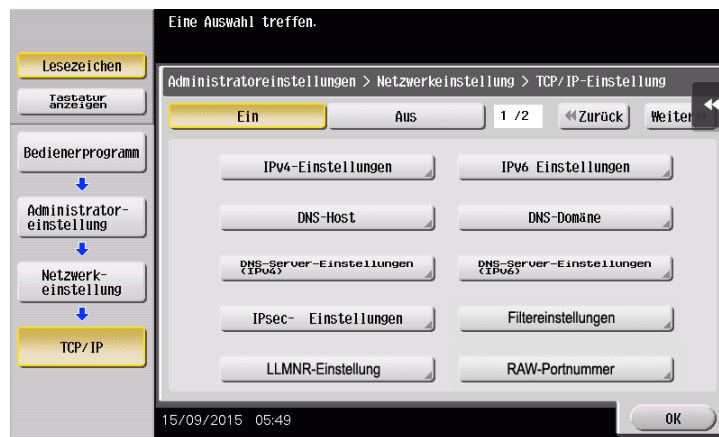 Eine Auswahl treffen.
Lesezeichen
Tastatur
anzeigen
Administratoreinstellungen > Netzwerkeinstellung > TCP/IP-Einstellung
Ein
Aus
1 /2
Zurück
Weiter
Bedienerprogramm
Administrator-
einstellung
Netzwerk-
einstellung
TCP/IP
IPv4-Einstellungen
IPv6 Einstellungen
DNS-Host
DNS-Domäne
DNS-Server-Einstellungen
(IPv4)
DNS-Server-Einstellungen
(IPv6)
IPsec- Einstellungen
Filtereinstellungen
LLMNR-Einstellung
RAW-Portnummer
15/09/2015 05:49
OK